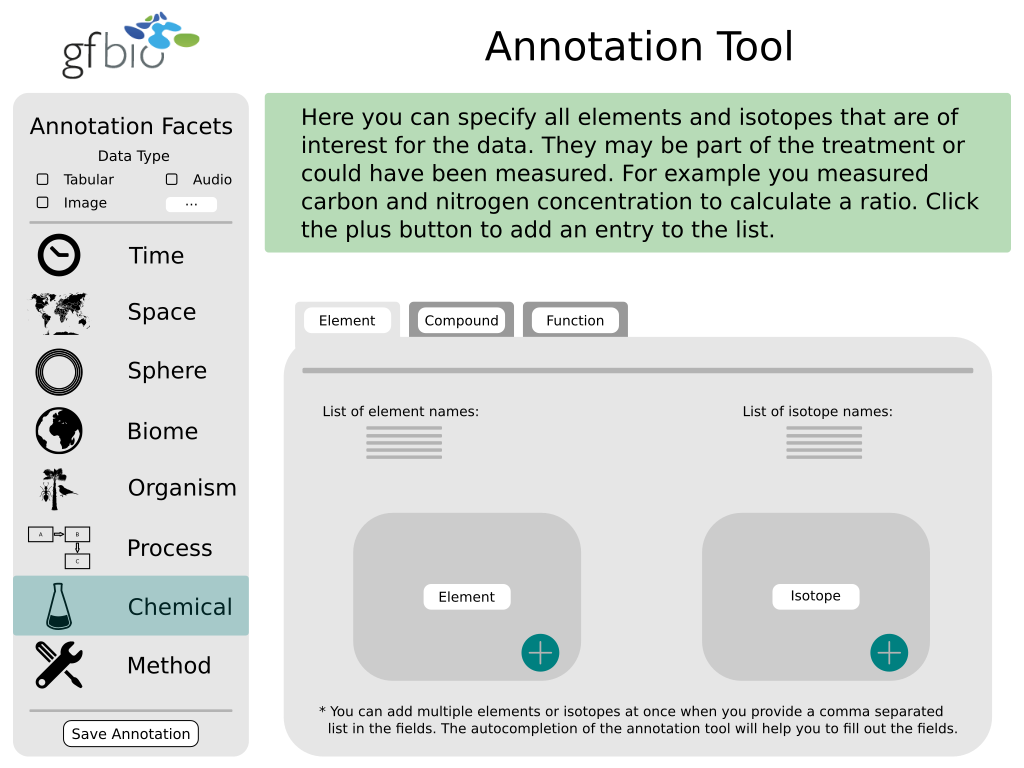 gfbio
Annotation Tool
Annotation Facets
Data Type
Tabular
Audio
Image
...
Time
Space
Sphere
Biome
Organism
A
B
C
Process
Chemical
Method
Save Annotation
Here you can specify all elements and isotopes that are of
interest for the data. They may be part of the treatment or
could have been measured. For example you measured
carbon and nitrogen concentration to calculate a ratio. Click
the plus button to add an entry to the list.
Element
Compound
Function
List of element names:
List of isotope names:
Element
Isotope
* You can add multiple elements or isotopes at once when you provide a comma separated
list in the fields. The autocompletion of the annotation tool will help you to fill out the fields.